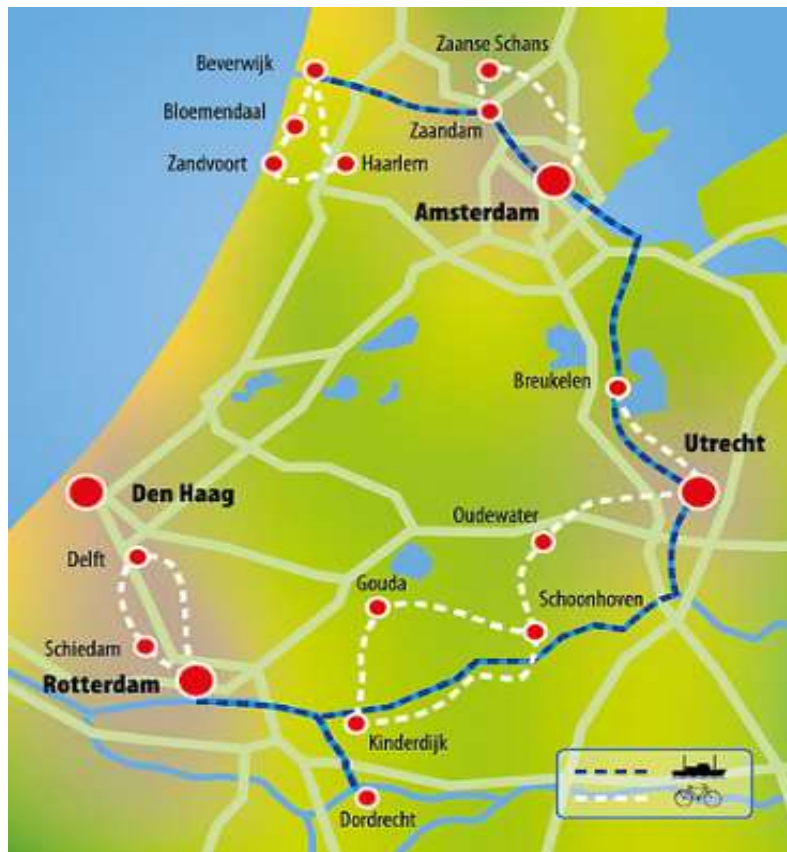 Zaanse Schans
Beverwijk
Bloemendaal
Zaandam
Zandvoort
Haarlem
Amsterdam
Breukelen
Utrecht
Den Haag
Oudewater
Delft
Gouda
Schoonhoven
Schiedam
Rotterdam
Kinderdijk
Dordrecht